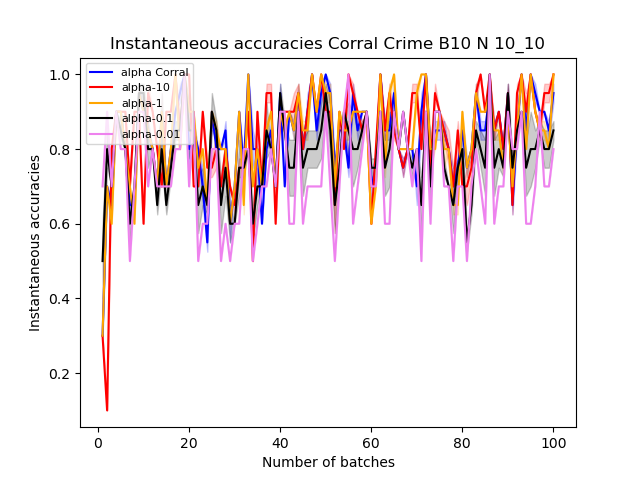 Instantaneous accuracies Corral Crime B10 N 10_10
1.0
0.8
0.6
0.4
0.2
Instantaneous accuracies
alpha Corral
alpha-10
alpha-1
alpha-0.1
alpha-0.01
0
20
40
60
80
100
Number of batches